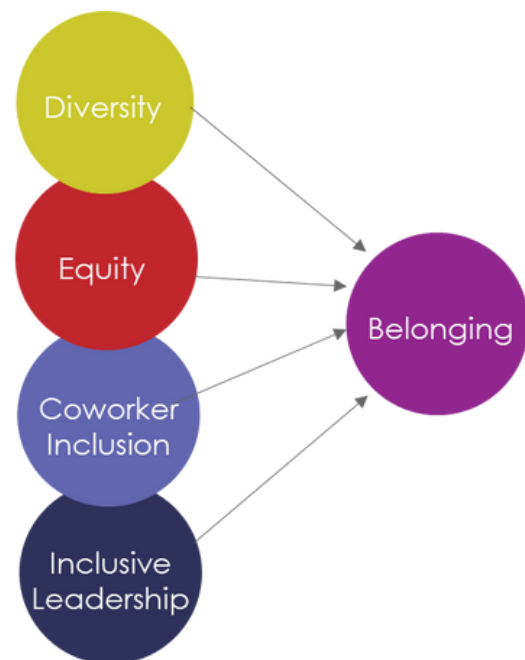 Diversity
Equity
Coworker
Inclusion
Inclusive
Leadership
Belonging